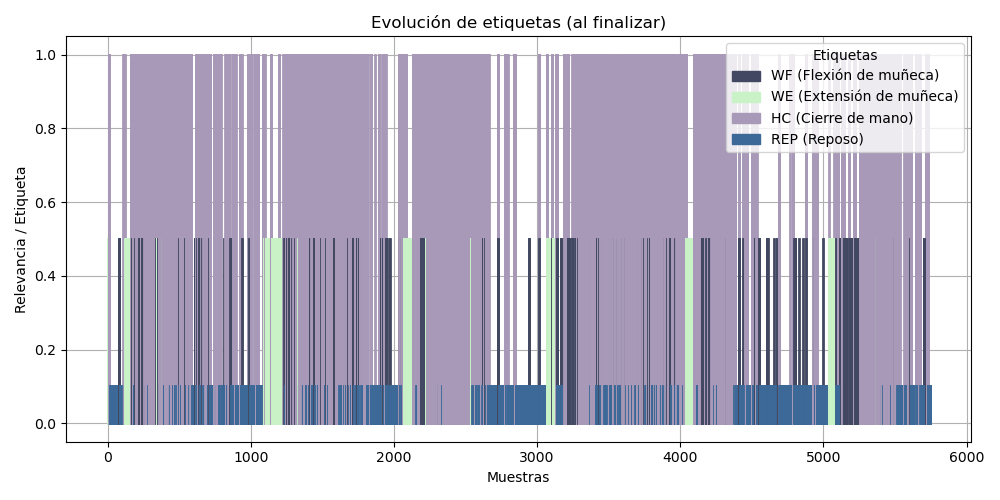 Evolución de etiquetas (al finalizar)
Relevancia / Etiqueta
1.0
0.8
0.6
0.4
0.2
0.0
Etiquetas
WF (Flexión de muñeca)
WE (Extensión de muñeca)
HC (Cierre de mano)
REP (Reposo)
0 1000 2000 3000 4000 5000 6000
Muestras